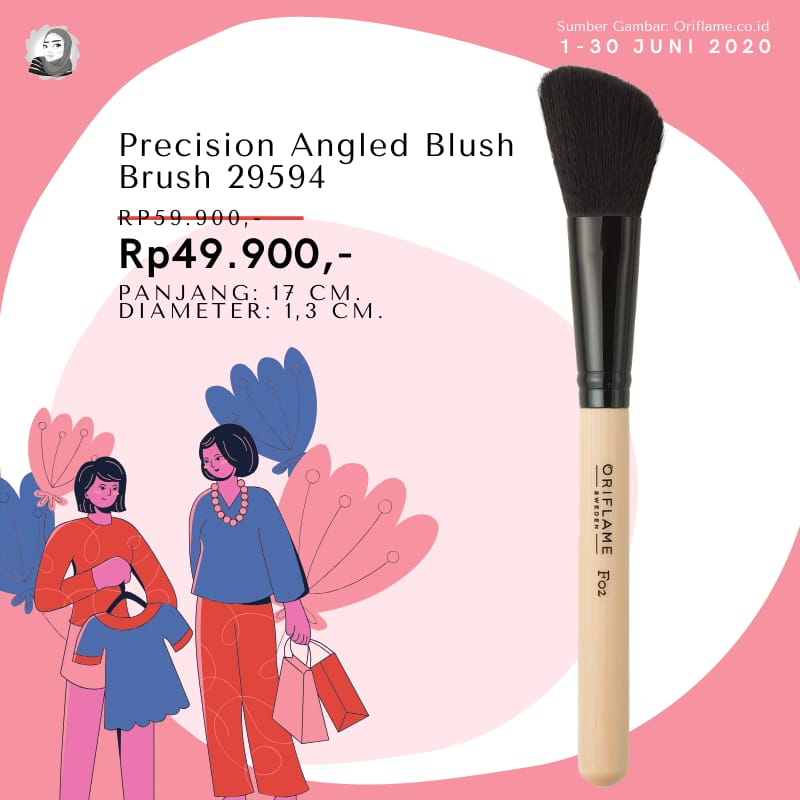 Sumber Gambar: Oriflame.co.id
1-30 JUNI 2020
Precision Angled Blush
Brush 29594
RP59.900,-
Rp49.900,-
PANJANG: 17 CM.
DIAMETER: 1,3 CM.
ORIFLAME
SWEDEN
F02